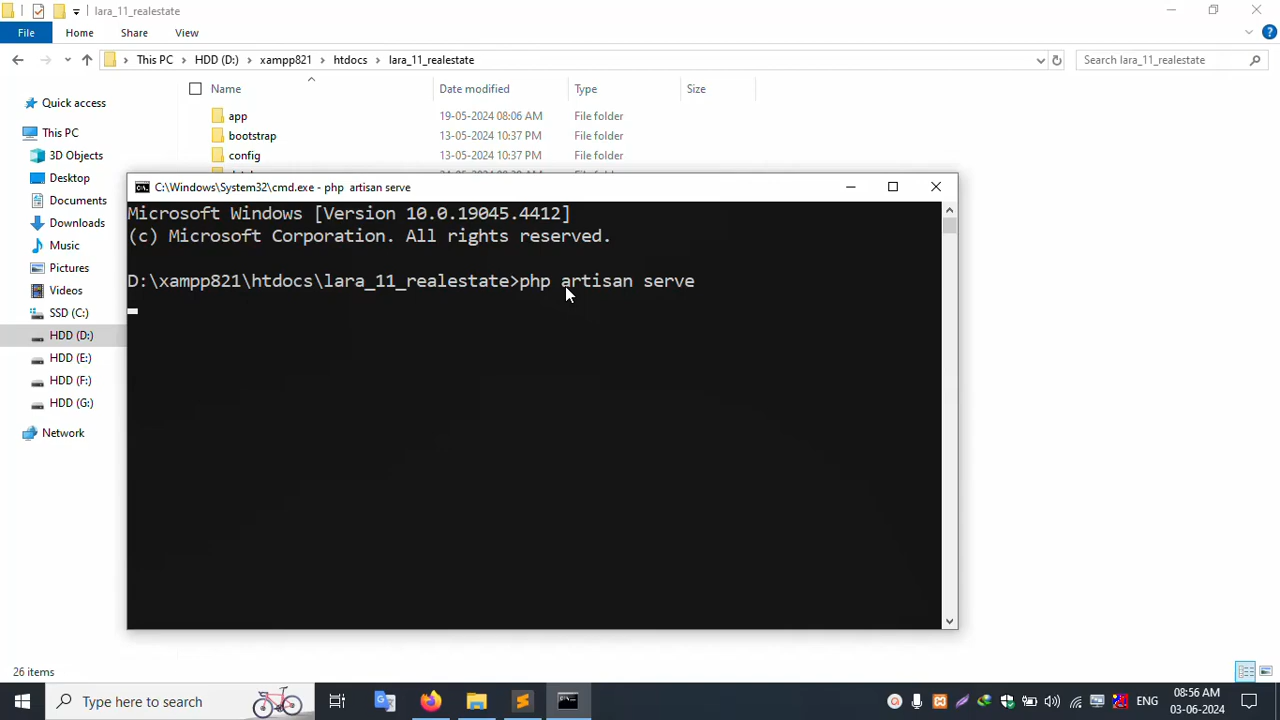 lara_11_realestate
File Home Share View
This PC HDD (D:) xampp821 htdocs lara_11_realestate
Search lara_11_realestate
Name Date modified Type Size
Quick access
This PC
3D Objects
Desktop
Documents
Downloads
Music
Pictures
Videos
SSD (C:)
HDD (D:)
HDD (E:)
HDD (F:)
HDD (G:)
Network
app 19-05-2024 08:06 AM File folder
bootstrap 13-05-2024 10:37 PM File folder
config 13-05-2024 10:37 PM File folder
C:\Windows\System32\cmd.exe - php artisan serve
Microsoft Windows [Version 10.0.19045.4412]
(c) Microsoft Corporation. All rights reserved.
D:\xampp821\htdocs\lara_11_realestate>php artisan serve
26 items
Type here to search
ENG
08:56 AM
03-06-2024